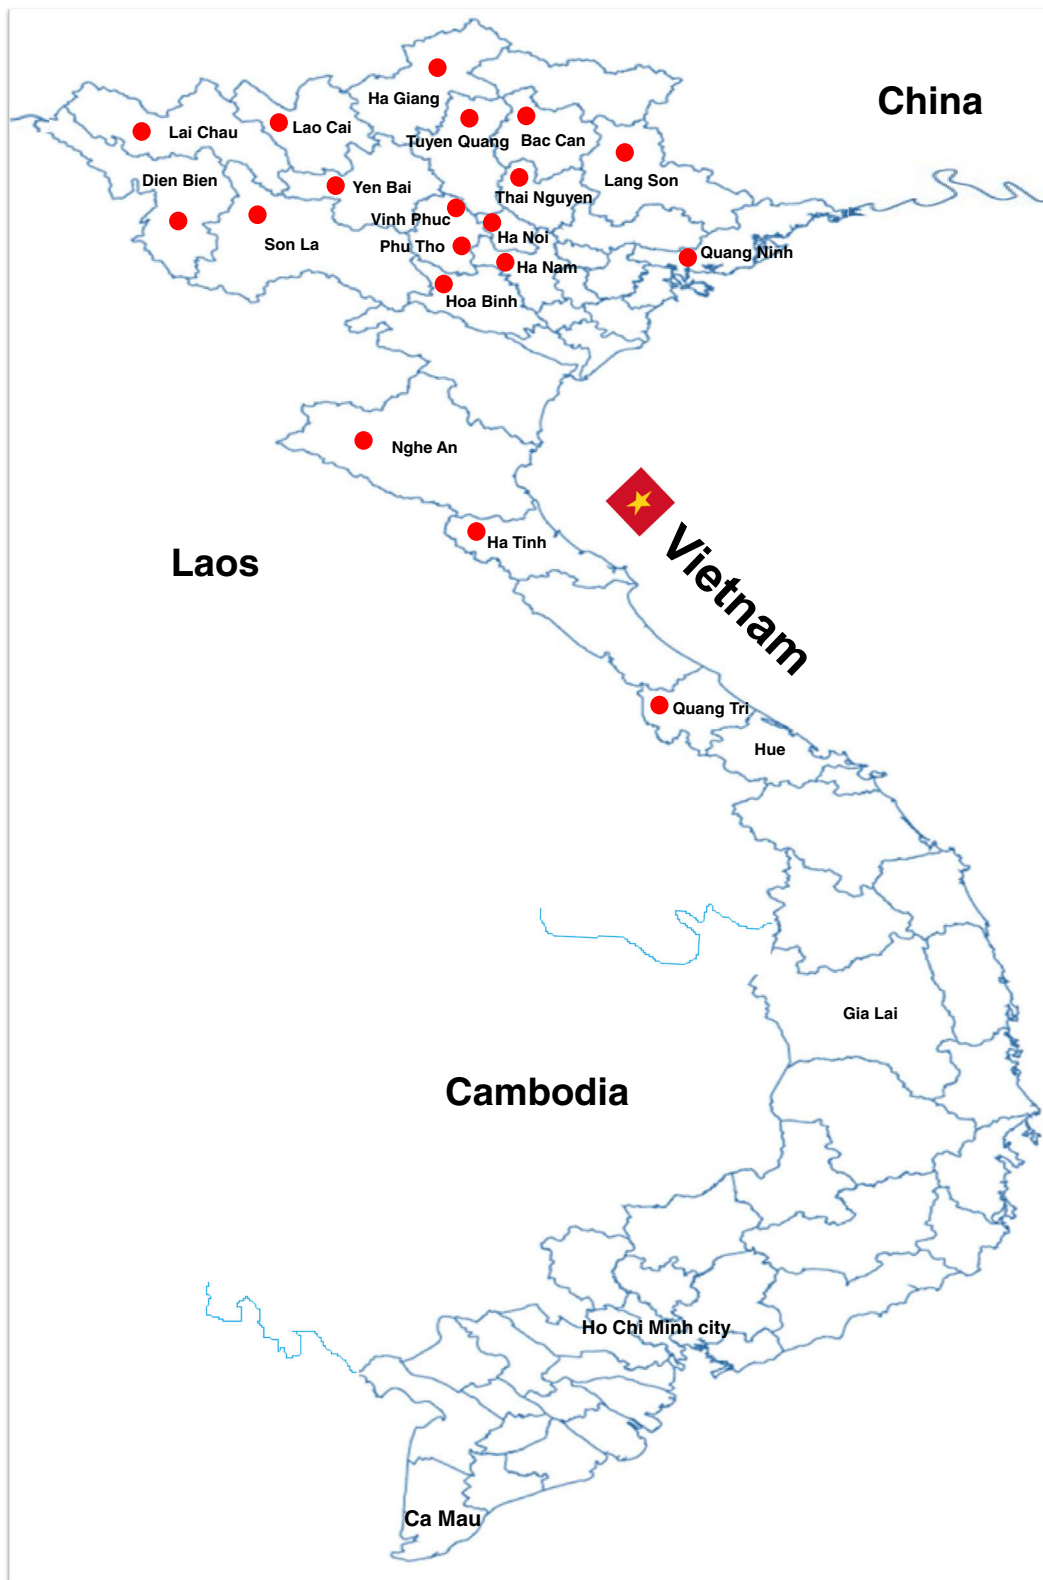 China
Ha Giang
Lai Chau
Lao Cai
Tuyen Quang
Bac Can
Dien Bien
Yen Bai
Thai Nguyen
Lang Son
Vinh Phuc
Son La
Phu Tho
Ha Noi
Quang Ninh
Ha Nam
Hoa Binh
Nghe An
Ha Tinh
Laos
Vietnam
Quang Tri
Hue
Gia Lai
Cambodia
Ho Chi Minh city
Ca Mau